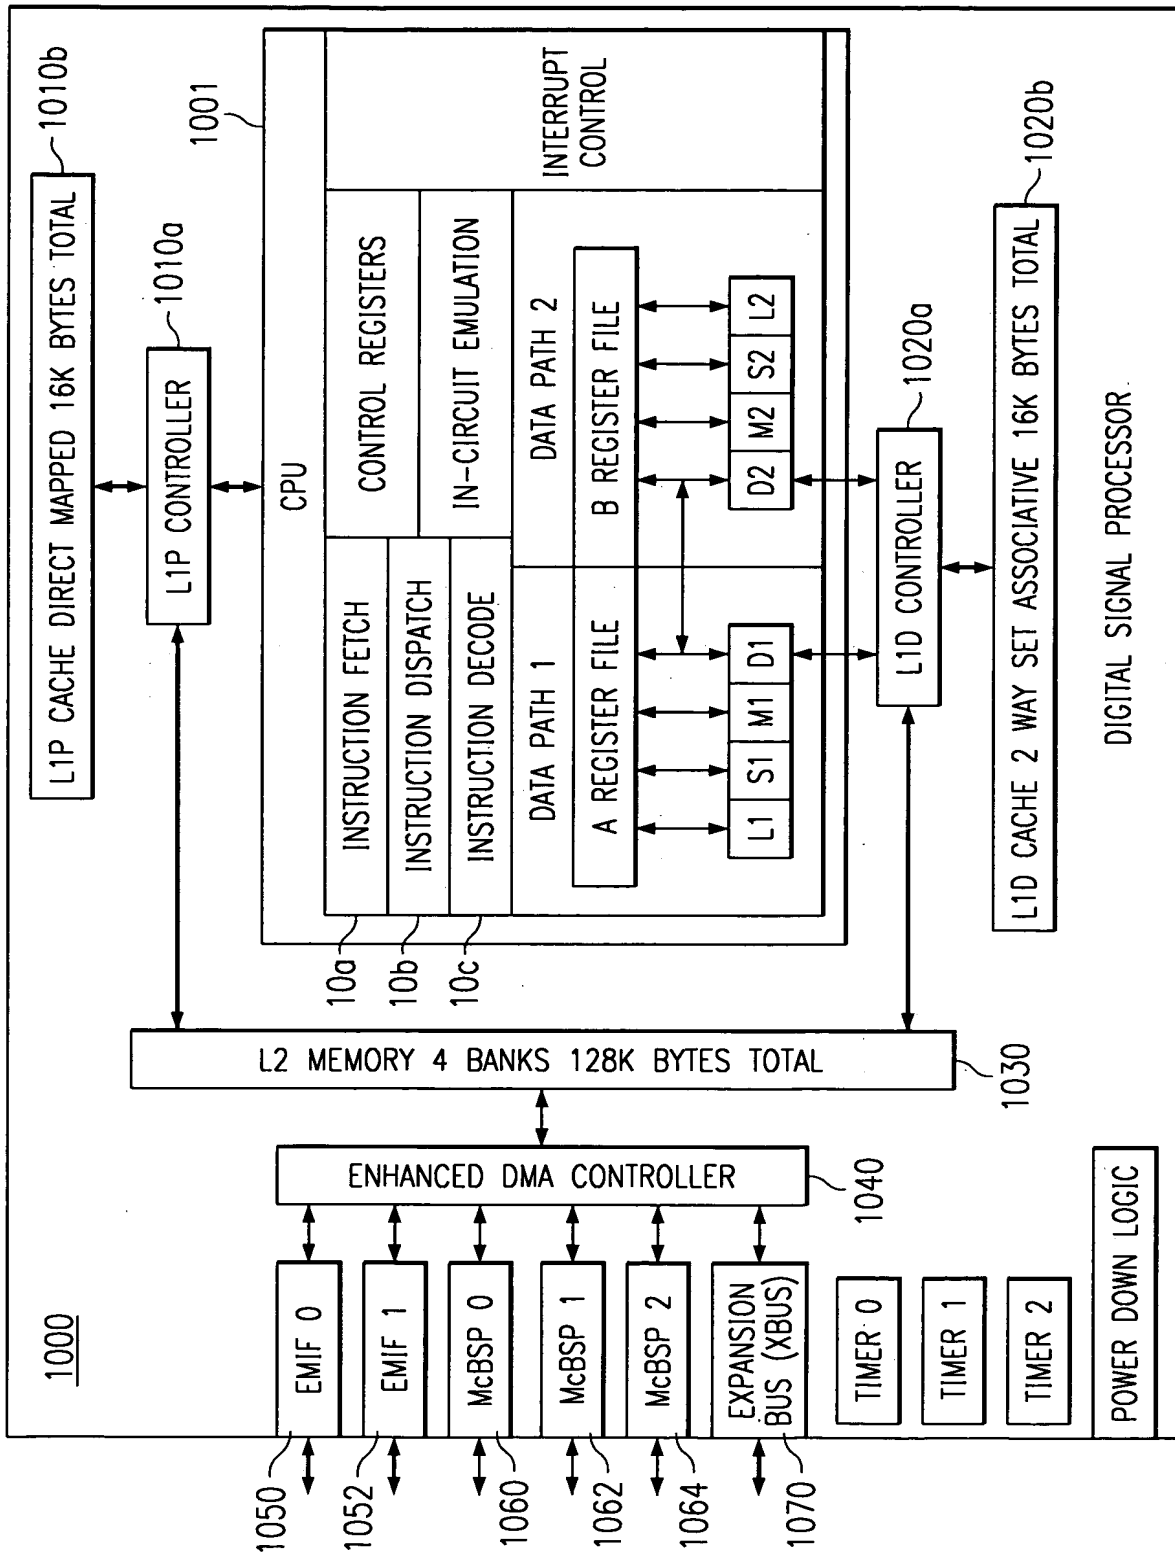 1000
1050
EMIF 0
1052
EMIF 1
1060
McBSP 0
1062
McBSP 1
1064
McBSP 2
1070
EXPANSION
BUS (XBUS)
TIMER 0
TIMER 1
TIMER 2
POWER DOWN LOGIC
ENHANCED DMA CONTROLLER
1040
L2 MEMORY 4 BANKS 128K BYTES TOTAL
1030
L1P CACHE DIRECT MAPPED 16K BYTES TOTAL
1010b
L1P CONTROLLER
1010a
1001
CPU
10a
INSTRUCTION FETCH
10b
INSTRUCTION DISPATCH
10c
INSTRUCTION DECODE
CONTROL REGISTERS
IN-CIRCUIT EMULATION
INTERRUPT
CONTROL
DATA PATH 1
DATA PATH 2
A REGISTER FILE
B REGISTER FILE
L1 S1 M1 D1
D2 M2 S2 L2
L1D CONTROLLER
1020a
L1D CACHE 2 WAY SET ASSOCIATIVE 16K BYTES TOTAL
1020b
DIGITAL SIGNAL PROCESSOR